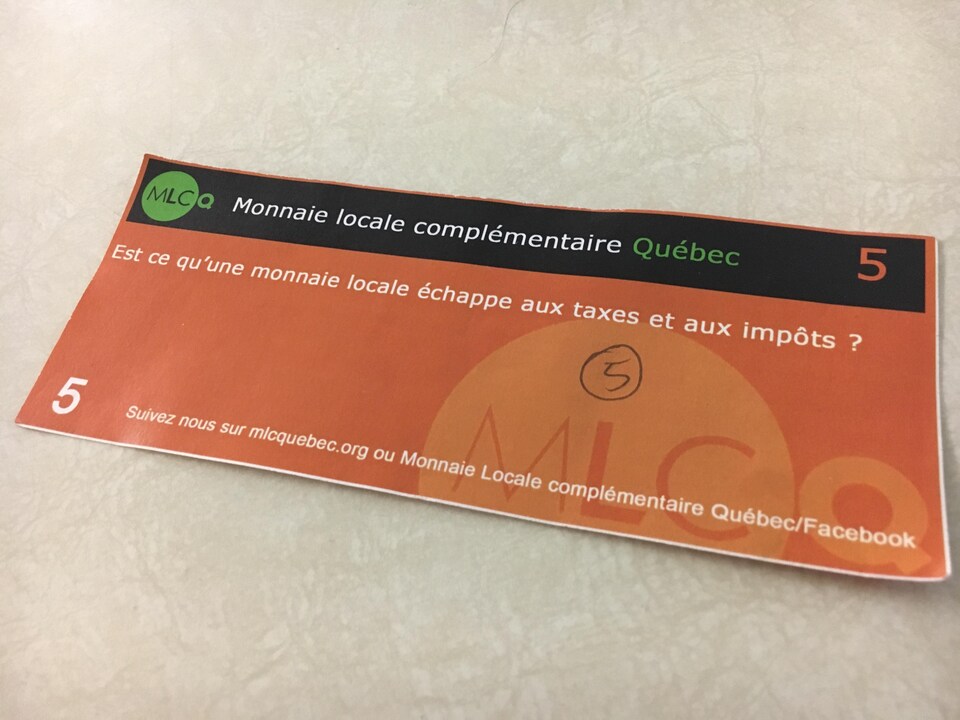 MLCQ Monnaie locale complémentaire Québec 5
Est ce qu'une monnaie locale échappe aux taxes et aux impôts ?
5
5
Suivez nous sur mlcquebec.org ou Monnaie Locale complémentaire Québec/Facebook
MLCQ